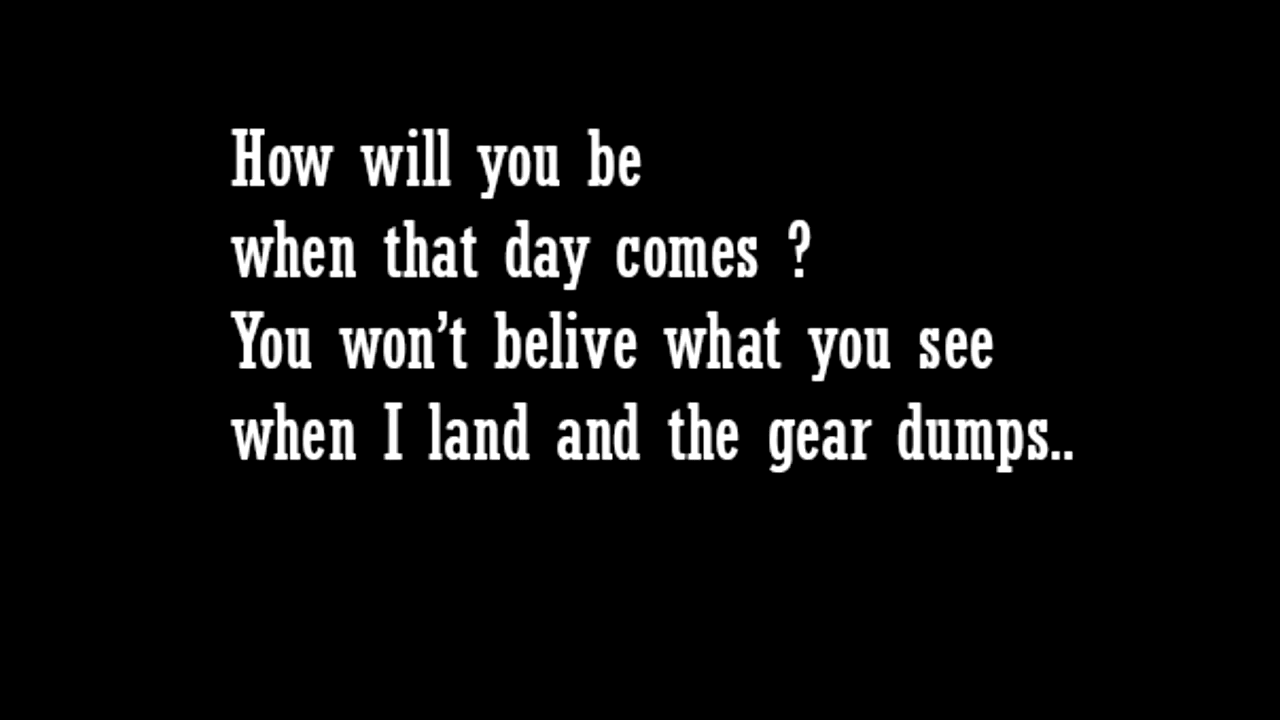 How will you be
when that day comes ?
You won't belive what you see
when I land and the gear dumps..